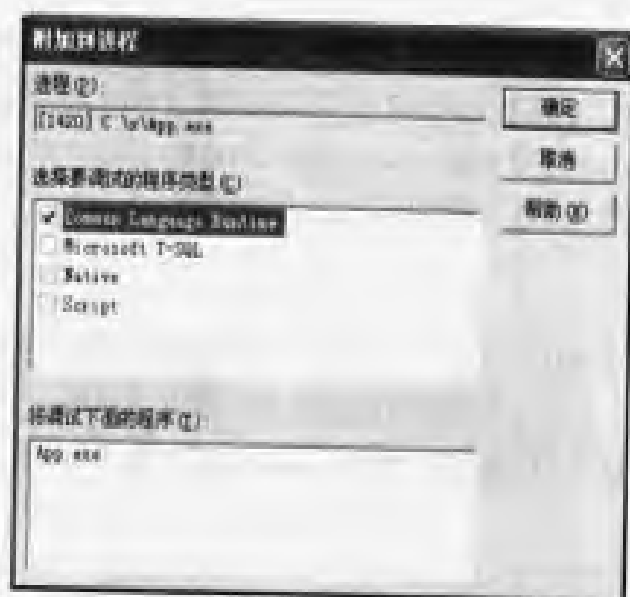 附加到进程
进程(P):
[1420] C:\s\App.exe
确定
取消
帮助(H)
选择要调试的程序类型(C)
Common Language Runtime
Microsoft T-SQL
Native
Script
将调试下面的程序(E):
App.exe